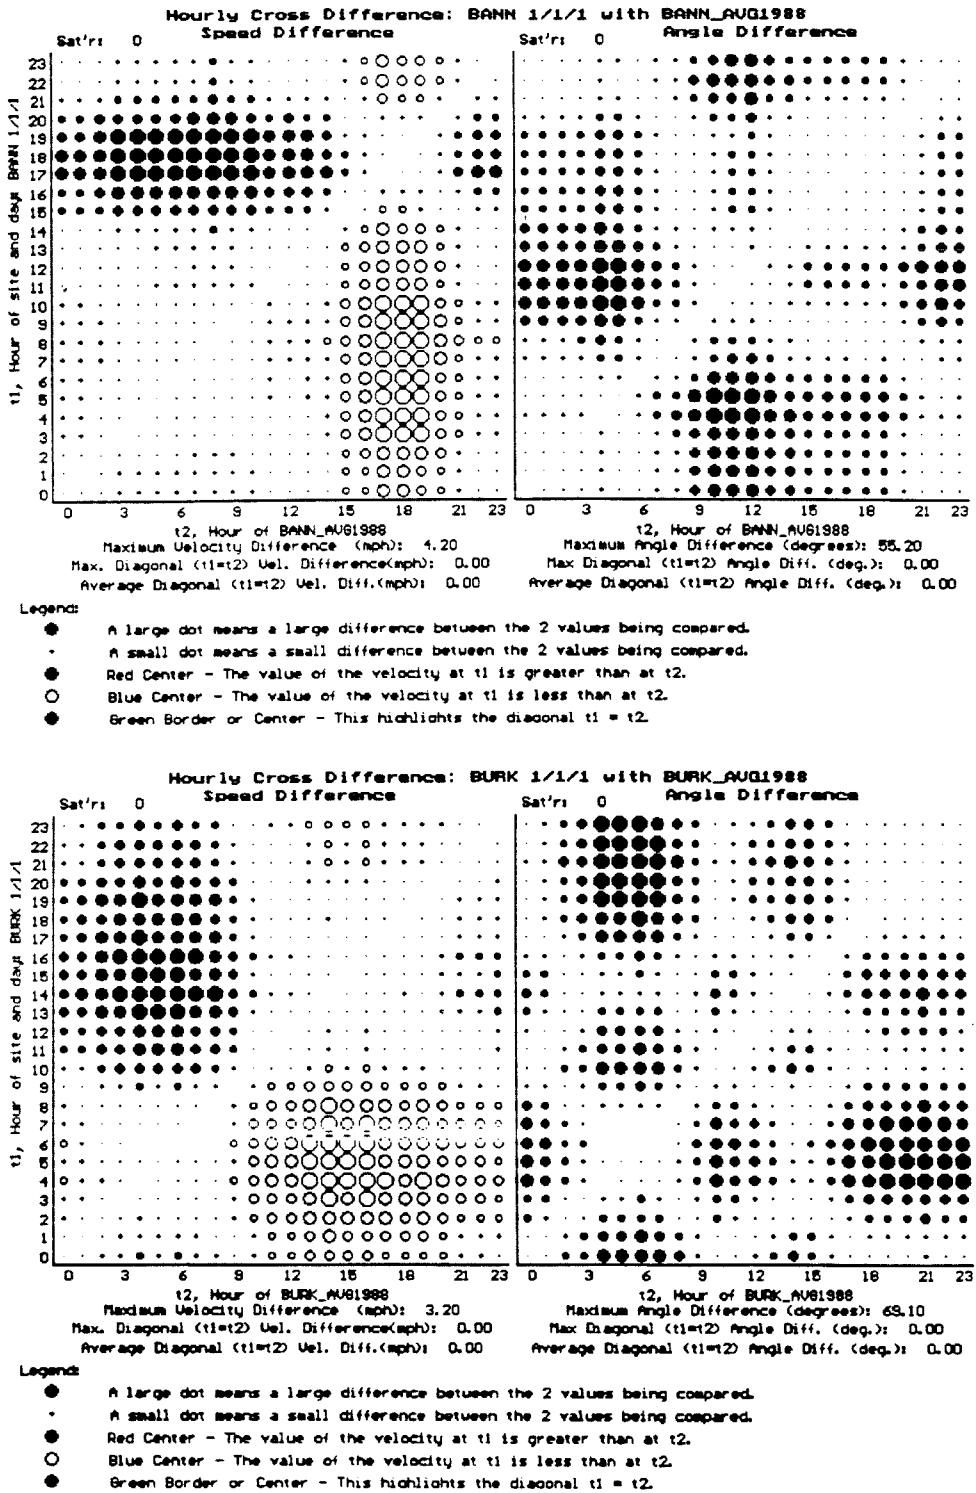 Hourly Cross Difference: BANN 1/1/1 with BANN_AVG1988
Speed Difference
Angle Difference
Sat'r: 0
Sat'r: 0
t1, Hour of site and day: BANN 1/1/1
23
22
21
20
19
18
17
16
15
14
13
12
11
10
9
8
7
6
5
4
3
2
1
0
0 3 6 9 12 15 18 21 23
0 3 6 9 12 15 18 21 23
t2, Hour of BANN_AVG1988
t2, Hour of BANN_AVG1988
Maximum Velocity Difference (mph): 4.20
Maximum Angle Difference (degrees): 55.20
Max. Diagonal (t1=t2) Vel. Difference(mph): 0.00
Max Diagonal (t1=t2) Angle Diff. (deg.): 0.00
Average Diagonal (t1=t2) Vel. Diff.(mph): 0.00
Average Diagonal (t1=t2) Angle Diff. (deg.): 0.00
Legend:
A large dot means a large difference between the 2 values being compared.
A small dot means a small difference between the 2 values being compared.
Red Center - The value of the velocity at t1 is greater than at t2.
Blue Center - The value of the velocity at t1 is less than at t2.
Green Border or Center - This highlights the diagonal t1 = t2.
Hourly Cross Difference: BURK 1/1/1 with BURK_AVG1988
Speed Difference
Angle Difference
Sat'r: 0
Sat'r: 0
t1, Hour of site and day: BURK 1/1/1
23
22
21
20
19
18
17
16
15
14
13
12
11
10
9
8
7
6
5
4
3
2
1
0
0 3 6 9 12 15 18 21 23
0 3 6 9 12 15 18 21 23
t2, Hour of BURK_AVG1988
t2, Hour of BURK_AVG1988
Maximum Velocity Difference (mph): 3.20
Maximum Angle Difference (degrees): 69.10
Max. Diagonal (t1=t2) Vel. Difference(mph): 0.00
Max Diagonal (t1=t2) Angle Diff. (deg.): 0.00
Average Diagonal (t1=t2) Vel. Diff.(mph): 0.00
Average Diagonal (t1=t2) Angle Diff. (deg.): 0.00
Legend:
A large dot means a large difference between the 2 values being compared.
A small dot means a small difference between the 2 values being compared.
Red Center - The value of the velocity at t1 is greater than at t2.
Blue Center - The value of the velocity at t1 is less than at t2.
Green Border or Center - This highlights the diagonal t1 = t2.